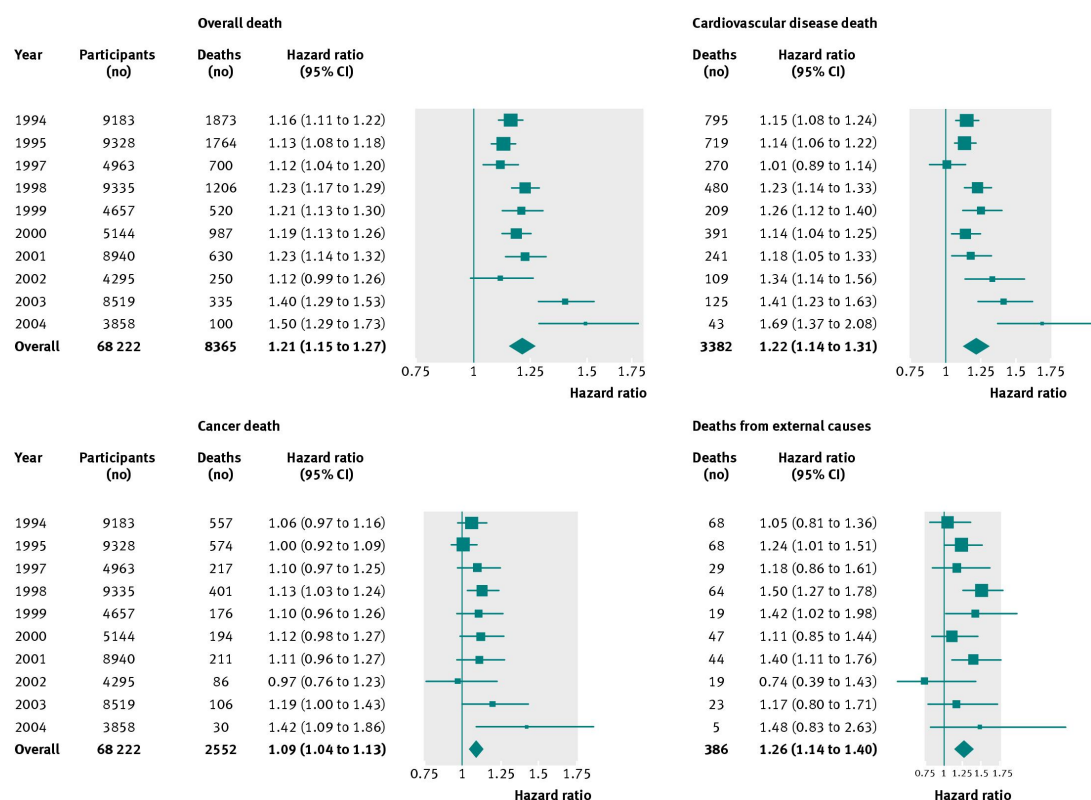 Overall death Cardiovascular disease death
Year Participants Deaths Hazard ratio Deaths Hazard ratio
(no) (no) (95% CI) (no) (95% CI)
1994 9183 1873 1.16 (1.11 to 1.22) 795 1.15 (1.08 to 1.24)
1995 9328 1764 1.13 (1.08 to 1.18) 719 1.14 (1.06 to 1.22)
1997 4963 700 1.12 (1.04 to 1.20) 270 1.01 (0.89 to 1.14)
1998 9335 1206 1.23 (1.17 to 1.29) 480 1.23 (1.14 to 1.33)
1999 4657 520 1.21 (1.13 to 1.30) 209 1.26 (1.12 to 1.40)
2000 5144 987 1.19 (1.13 to 1.26) 391 1.14 (1.04 to 1.25)
2001 8940 630 1.23 (1.14 to 1.32) 241 1.18 (1.05 to 1.33)
2002 4295 250 1.12 (0.99 to 1.26) 109 1.34 (1.14 to 1.56)
2003 8519 335 1.40 (1.29 to 1.53) 125 1.41 (1.23 to 1.63)
2004 3858 100 1.50 (1.29 to 1.73) 43 1.69 (1.37 to 2.08)
Overall 68 222 8365 1.21 (1.15 to 1.27) 3382 1.22 (1.14 to 1.31)
0.75 1 1.25 1.5 1.75 0.75 1 1.25 1.5 1.75
Hazard ratio Hazard ratio
Cancer death Deaths from external causes
Year Participants Deaths Hazard ratio Deaths Hazard ratio
(no) (no) (95% CI) (no) (95% CI)
1994 9183 557 1.06 (0.97 to 1.16) 68 1.05 (0.81 to 1.36)
1995 9328 574 1.00 (0.92 to 1.09) 68 1.24 (1.01 to 1.51)
1997 4963 217 1.10 (0.97 to 1.25) 29 1.18 (0.86 to 1.61)
1998 9335 401 1.13 (1.03 to 1.24) 64 1.50 (1.27 to 1.78)
1999 4657 176 1.10 (0.96 to 1.26) 19 1.42 (1.02 to 1.98)
2000 5144 194 1.12 (0.98 to 1.27) 47 1.11 (0.85 to 1.44)
2001 8940 211 1.11 (0.96 to 1.27) 44 1.40 (1.11 to 1.76)
2002 4295 86 0.97 (0.76 to 1.23) 19 0.74 (0.39 to 1.43)
2003 8519 106 1.19 (1.00 to 1.43) 23 1.17 (0.80 to 1.71)
2004 3858 30 1.42 (1.09 to 1.86) 5 1.48 (0.83 to 2.63)
Overall 68 222 2552 1.09 (1.04 to 1.13) 386 1.26 (1.14 to 1.40)
0.75 1 1.25 1.5 1.75 0.75 1 1.25 1.5 1.75
Hazard ratio Hazard ratio